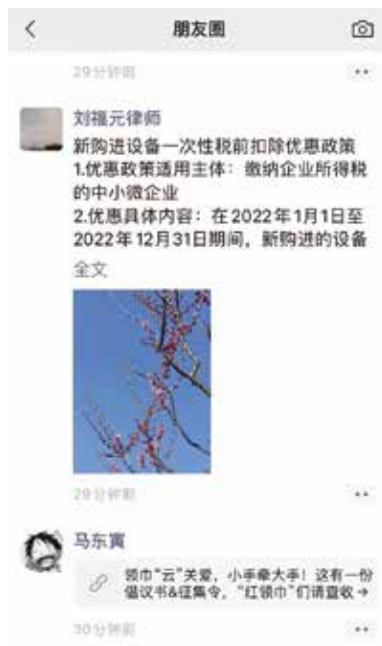 朋友圈
29分钟前
刘福元律师
新购进设备一次性税前扣除优惠政策
1.优惠政策适用主体：缴纳企业所得税
的中小微企业
2.优惠具体内容：在2022年1月1日至
2022年12月31日期间，新购进的设备
全文
29分钟前
马东寅
领巾“云”关爱，小手牵大手！这有一份
倡议书&征集令，“红领巾”们请查收→
30分钟前